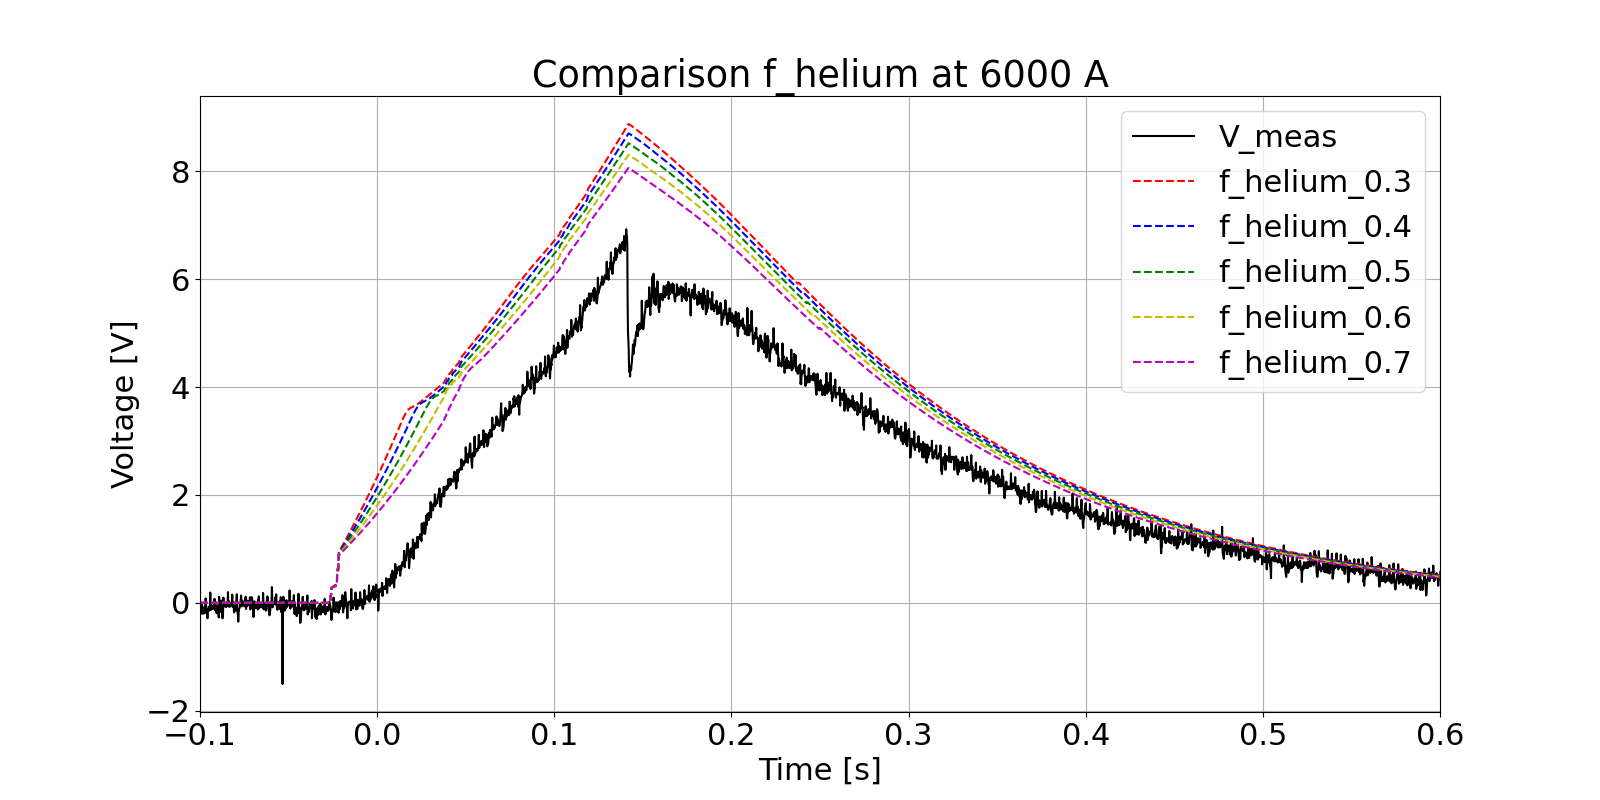 Comparison f_helium at 6000 A
V_meas
f_helium_0.3
f_helium_0.4
f_helium_0.5
f_helium_0.6
f_helium_0.7
Voltage [V]
8
6
4
2
0
−2
−0.1 0.0 0.1 0.2 0.3 0.4 0.5 0.6
Time [s]